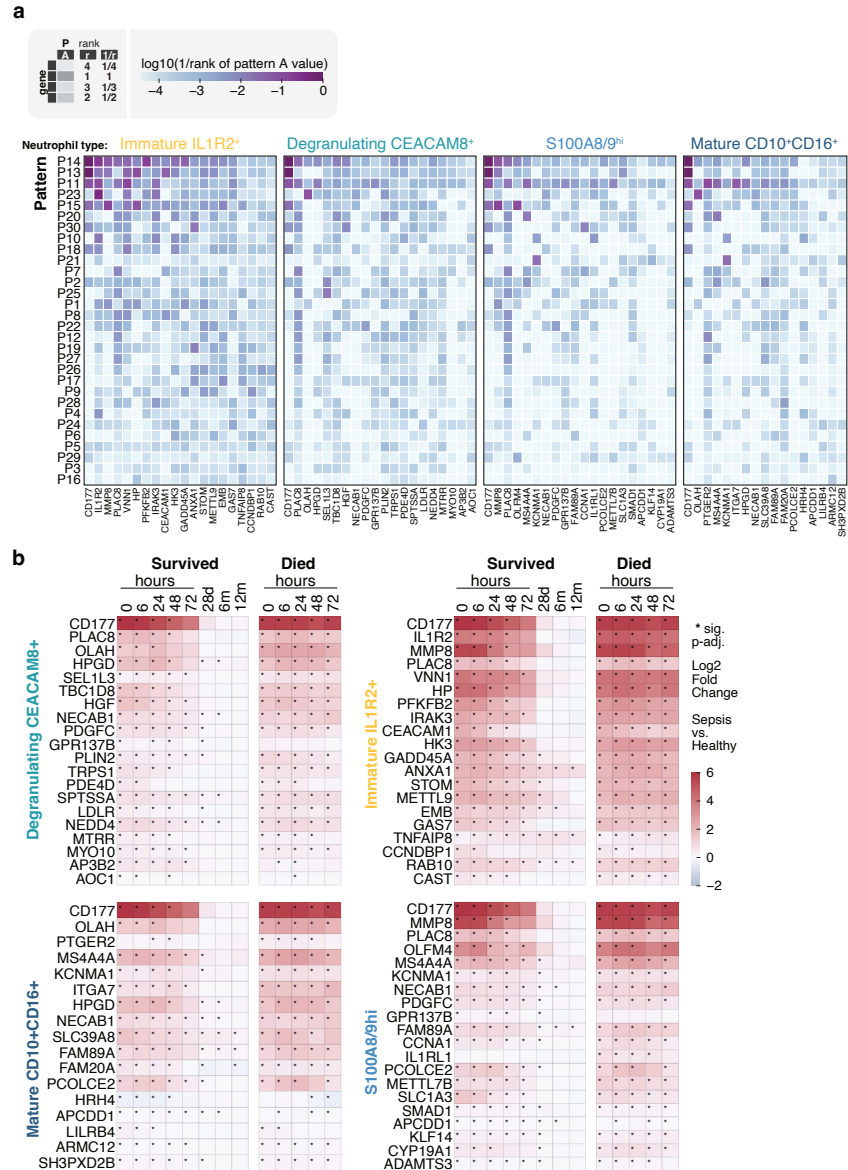 a
P rank
A r 1/r
gene
4 1/4
1 1
3 1/3
2 1/2
log10(1/rank of pattern A value)
−4 −3 −2 −1 0
Neutrophil type: Immature IL1R2+ Degranulating CEACAM8+ S100A8/9hi Mature CD10+CD16+
Pattern
P14
P13
P11
P23
P15
P20
P30
P10
P18
P21
P7
P2
P25
P1
P8
P22
P12
P19
P27
P26
P17
P9
P28
P4
P24
P6
P5
P29
P3
P16
CD177 IL1R2 MMP8 PLAC8 VNN1 HP PFKFB2 IRAK3 CEACAM1 HK3 GADD45A ANXA1 STOM METTL9 EMB GAS7 TNFAIP8 CCNDBP1 RAB10 CAST
CD177 PLAC8 OLAH HPGD SEL1L3 TBC1D8 HGF NECAB1 PDGFC GPR137B PLIN2 TRPS1 PDE4D SPTSSA LDLR NEDD4 MTRR MYO10 AP3B2 AOC1
CD177 MMP8 PLAC8 OLFM4 MS4A4A KCNMA1 NECAB1 PDGFC GPR137B FAM89A CCNA1 IL1RL1 PCOLCE2 METTL7B SLC1A3 SMAD1 APCDD1 KLF14 CYP19A1 ADAMTS3
CD177 OLAH PTGER2 MS4A4A KCNMA1 ITGA7 HPGD NECAB1 SLC39A8 FAM89A FAM20A PCOLCE2 HRH4 APCDD1 LILRB4 ARMC12 SH3PXD2B
b
Survived Died
hours hours
0 6 24 48 72 28d 6m 12m 0 6 24 48 72
Degranulating CEACAM8+
CD177
PLAC8
OLAH
HPGD
SEL1L3
TBC1D8
HGF
NECAB1
PDGFC
GPR137B
PLIN2
TRPS1
PDE4D
SPTSSA
LDLR
NEDD4
MTRR
MYO10
AP3B2
AOC1
Survived Died
hours hours
0 6 24 48 72 28d 6m 12m 0 6 24 48 72
Immature IL1R2+
CD177
IL1R2
MMP8
PLAC8
VNN1
HP
PFKFB2
IRAK3
CEACAM1
HK3
GADD45A
ANXA1
STOM
METTL9
EMB
GAS7
TNFAIP8
CCNDBP1
RAB10
CAST
* sig.
p-adj.
Log2
Fold
Change
Sepsis
vs.
Healthy
6
4
2
0
−2
Mature CD10+CD16+
CD177
OLAH
PTGER2
MS4A4A
KCNMA1
ITGA7
HPGD
NECAB1
SLC39A8
FAM89A
FAM20A
PCOLCE2
HRH4
APCDD1
LILRB4
ARMC12
SH3PXD2B
S100A8/9hi
CD177
MMP8
PLAC8
OLFM4
MS4A4A
KCNMA1
NECAB1
PDGFC
GPR137B
FAM89A
CCNA1
IL1RL1
PCOLCE2
METTL7B
SLC1A3
SMAD1
APCDD1
KLF14
CYP19A1
ADAMTS3